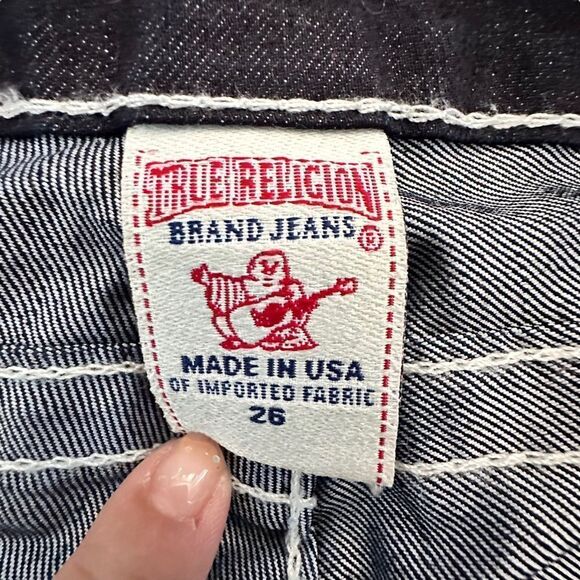 TRUE RELIGION
BRAND JEANS ®
MADE IN USA
OF IMPORTED FABRIC
26